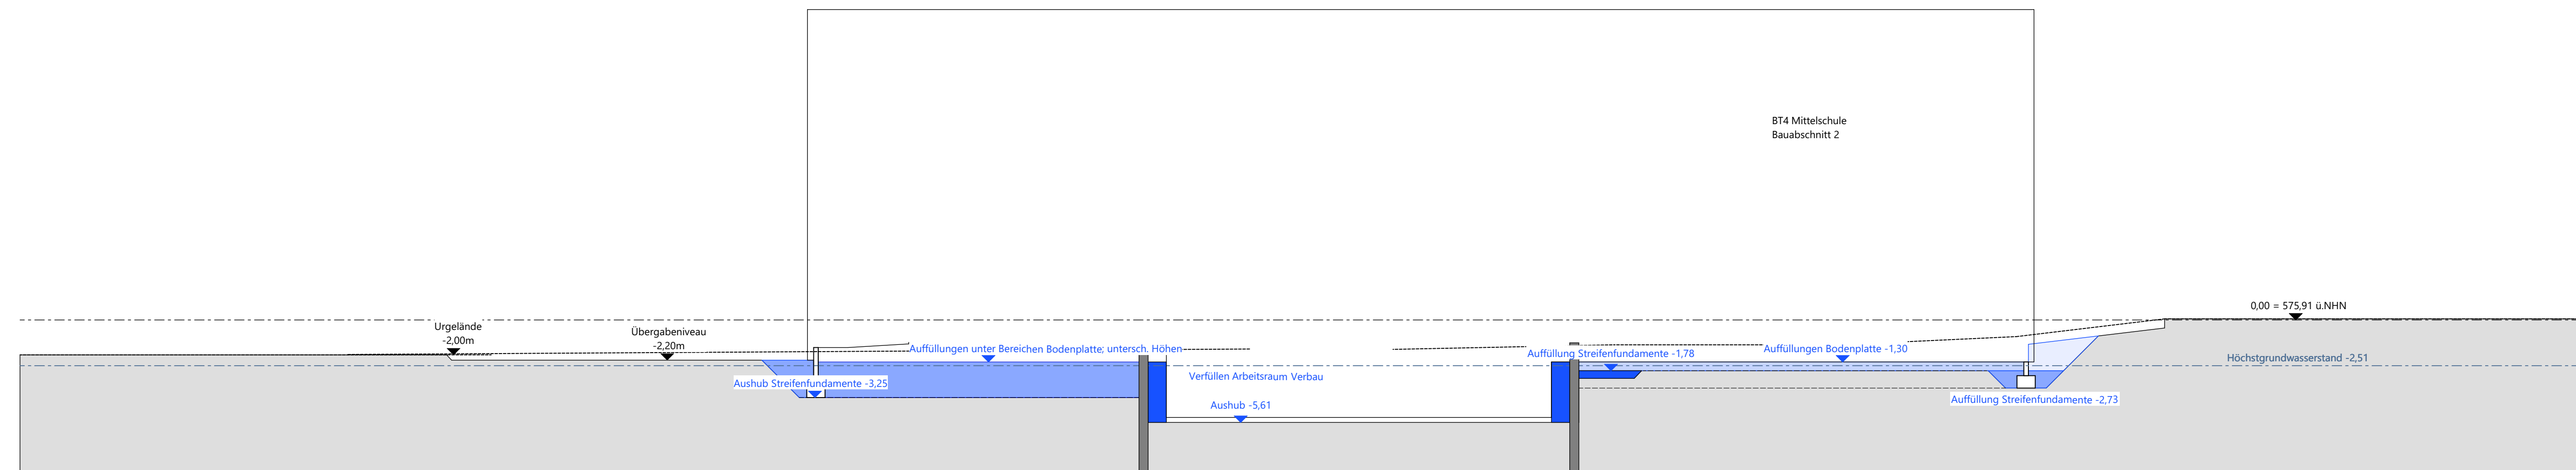 BT4 Mittelschule
Bauabschnitt 2
0,00 = 575,91 ü.NHN
Urgelände
-2,00m
Übergabeniveau
-2,20m
Auffüllungen unter Bereichen Bodenplatte; untersch. Höhen
Auffüllung Streifenfundamente -1,78
Auffüllungen Bodenplatte -1,30
Höchstgrundwasserstand -2,51
Aushub Streifenfundamente -3,25
Verfüllen Arbeitsraum Verbau
Aushub -5,61
Auffüllung Streifenfundamente -2,73